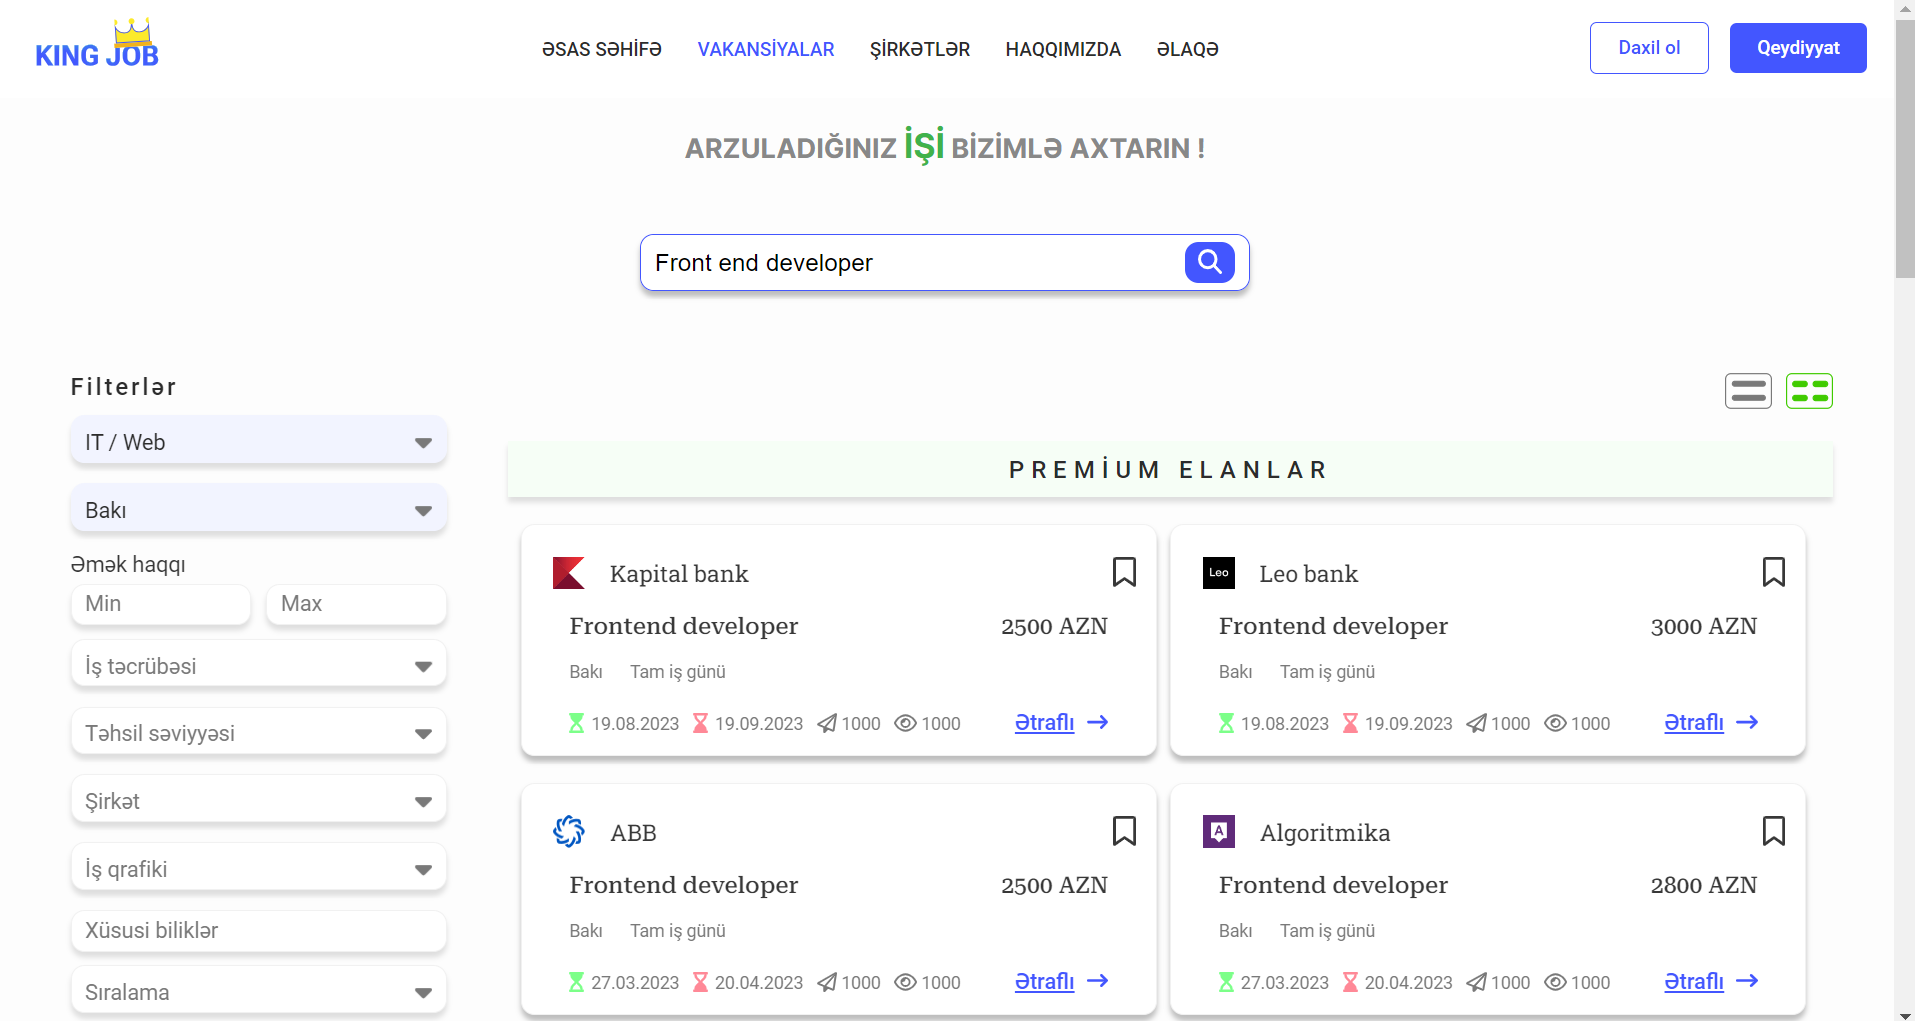 KING JOB
ƏSAS SƏHİFƏ VAKANSİYALAR ŞİRKƏTLƏR HAQQIMIZDA ƏLAQƏ
Daxil ol Qeydiyyat
ARZULADIĞINIZ İŞİ BİZİMLƏ AXTARIN !
Front end developer
Filterlər
IT / Web
Bakı
Əmək haqqı
Min Max
İş təcrübəsi
Təhsil səviyyəsi
Şirkət
İş qrafiki
Xüsusi biliklər
Sıralama
PREMİUM ELANLAR
Kapital bank
Frontend developer 2500 AZN
Bakı Tam iş günü
19.08.2023 19.09.2023 1000 1000 Ətraflı
Leo
Leo bank
Frontend developer 3000 AZN
Bakı Tam iş günü
19.08.2023 19.09.2023 1000 1000 Ətraflı
ABB
Frontend developer 2500 AZN
Bakı Tam iş günü
27.03.2023 20.04.2023 1000 1000 Ətraflı
A
Algoritmika
Frontend developer 2800 AZN
Bakı Tam iş günü
27.03.2023 20.04.2023 1000 1000 Ətraflı